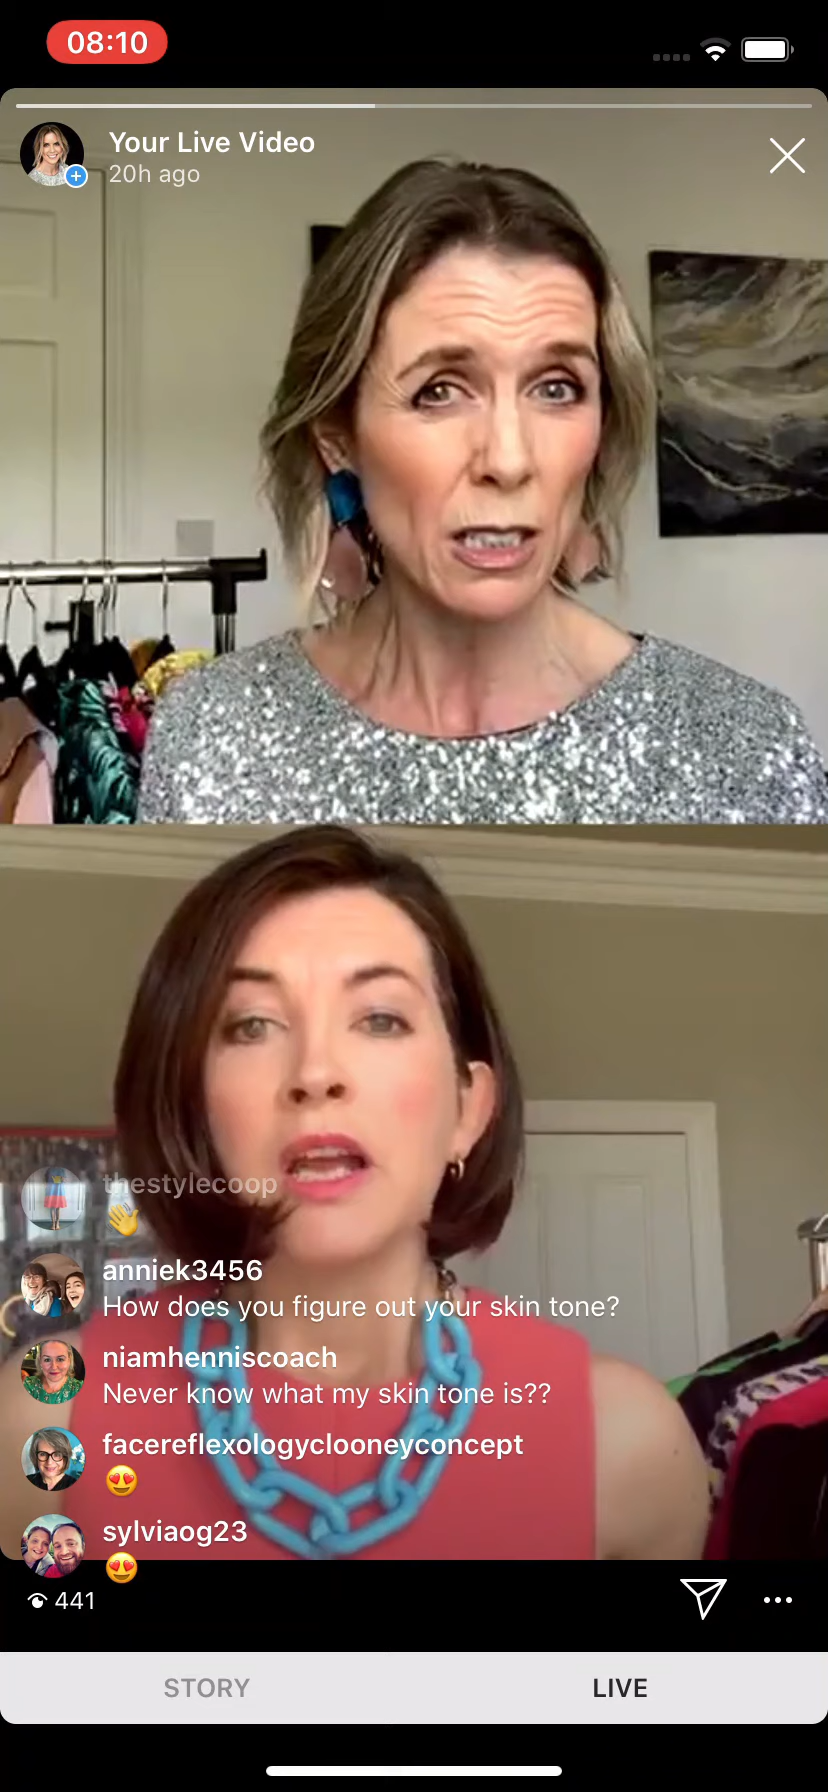 08:10
Your Live Video
20h ago
thestylecoop
👋
anniek3456
How does you figure out your skin tone?
niamhenniscoach
Never know what my skin tone is??
facereflexologyclooneyconcept
😍
sylviaog23
😍
441
STORY
LIVE